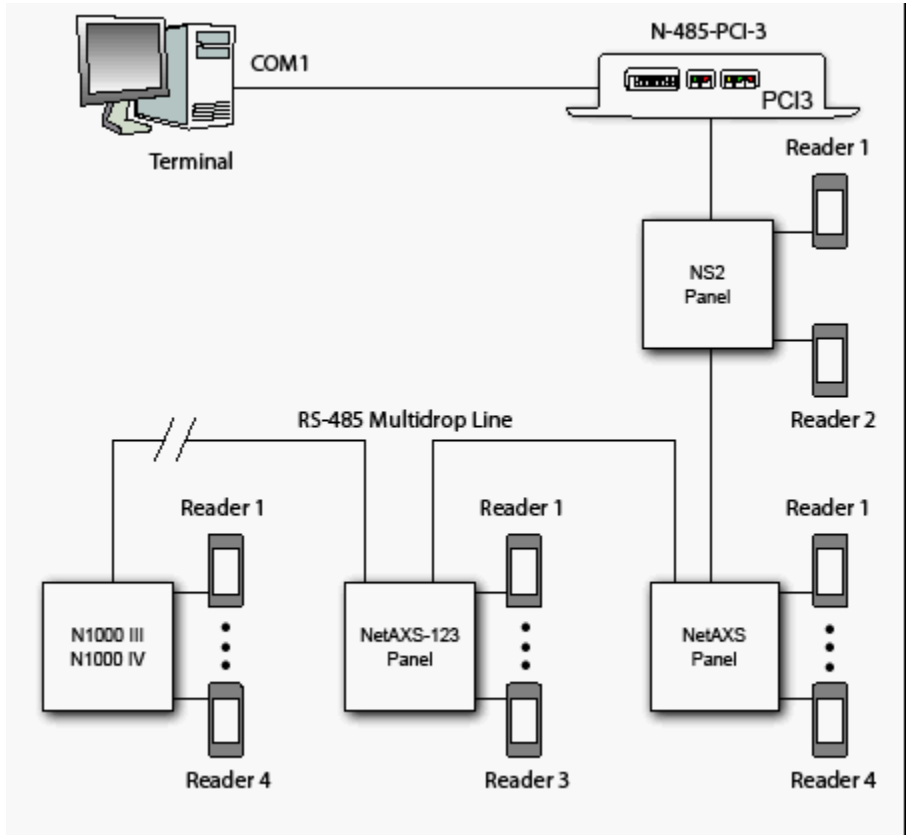 N-485-PCI-3
COM1
PCI3
Terminal
Reader 1
NS2
Panel
Reader 2
RS-485 Multidrop Line
Reader 1
Reader 1
Reader 1
N1000 III
N1000 IV
NetAXS-123
Panel
NetAXS
Panel
Reader 4
Reader 3
Reader 4